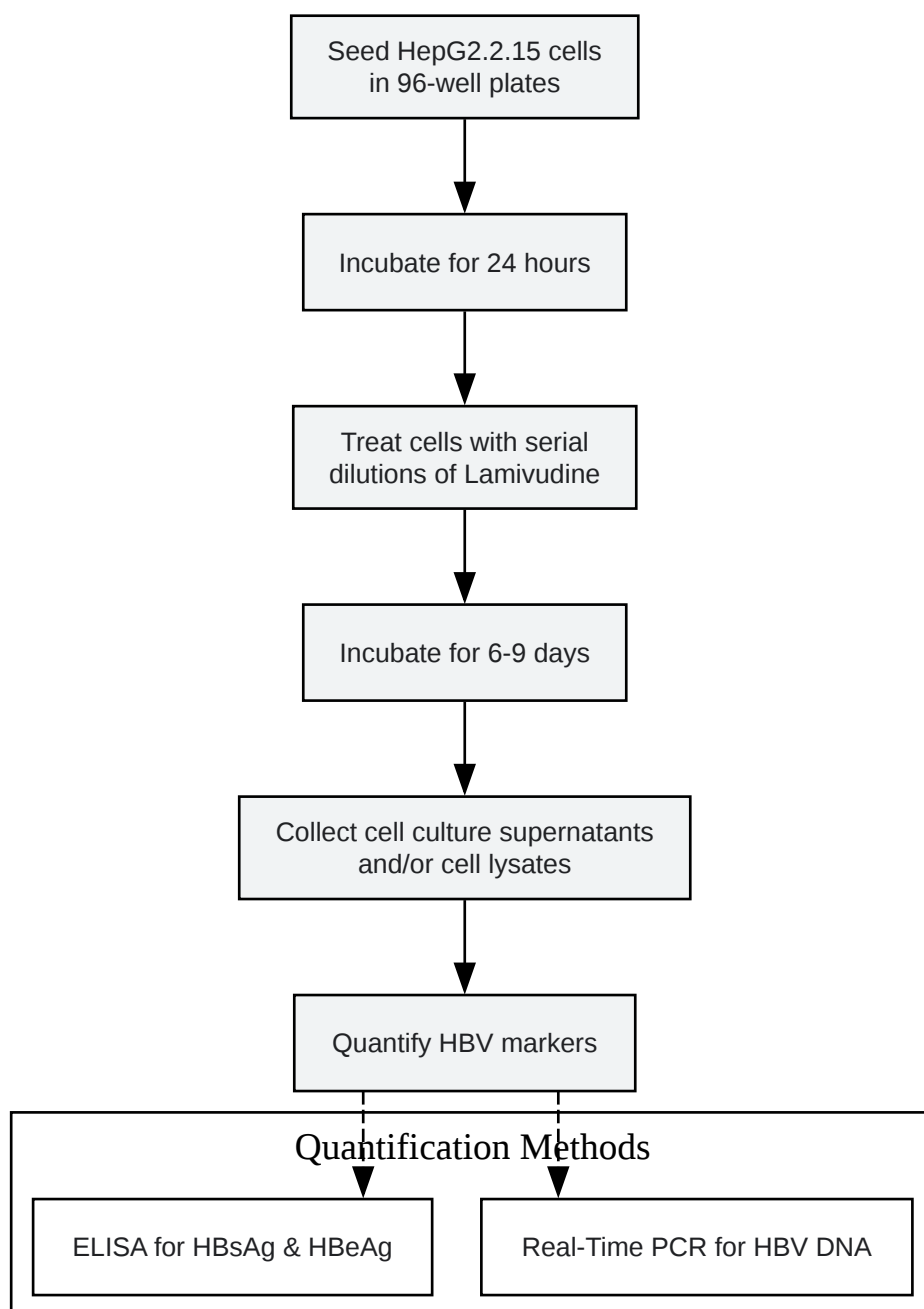 Seed HepG2.2.15 cells
in 96-well plates
Incubate for 24 hours
Treat cells with serial
dilutions of Lamivudine
Incubate for 6-9 days
Collect cell culture supernatants
and/or cell lysates
Quantify HBV markers
Quantification Methods
ELISA for HBsAg & HBeAg
Real-Time PCR for HBV DNA